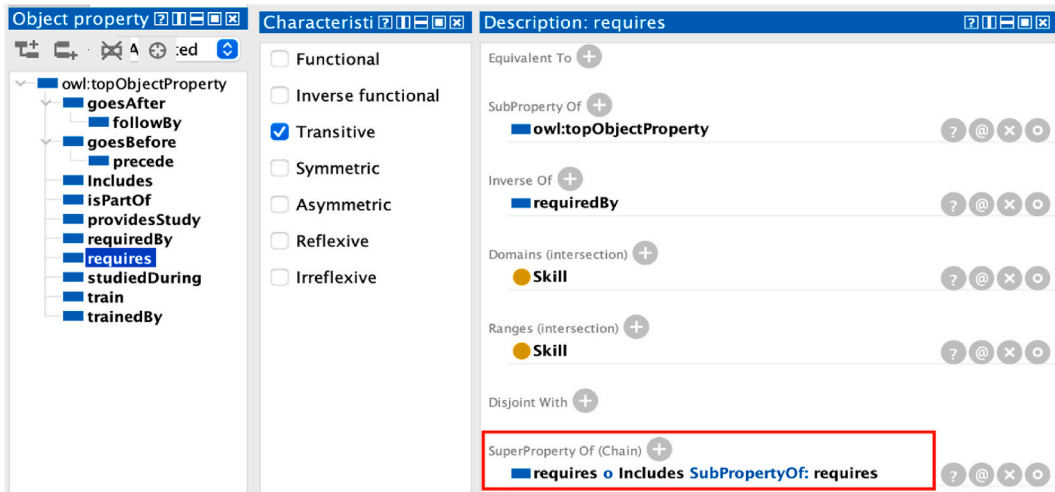 Object property
A ed
owl:topObjectProperty
goesAfter
followBy
goesBefore
precede
Includes
isPartOf
providesStudy
requiredBy
requires
studiedDuring
train
trainedBy
Characteristi
Functional
Inverse functional
Transitive
Symmetric
Asymmetric
Reflexive
Irreflexive
Description: requires
Equivalent To
SubProperty Of
owl:topObjectProperty
Inverse Of
requiredBy
Domains (intersection)
Skill
Ranges (intersection)
Skill
Disjoint With
SuperProperty Of (Chain)
requires o Includes SubPropertyOf: requires